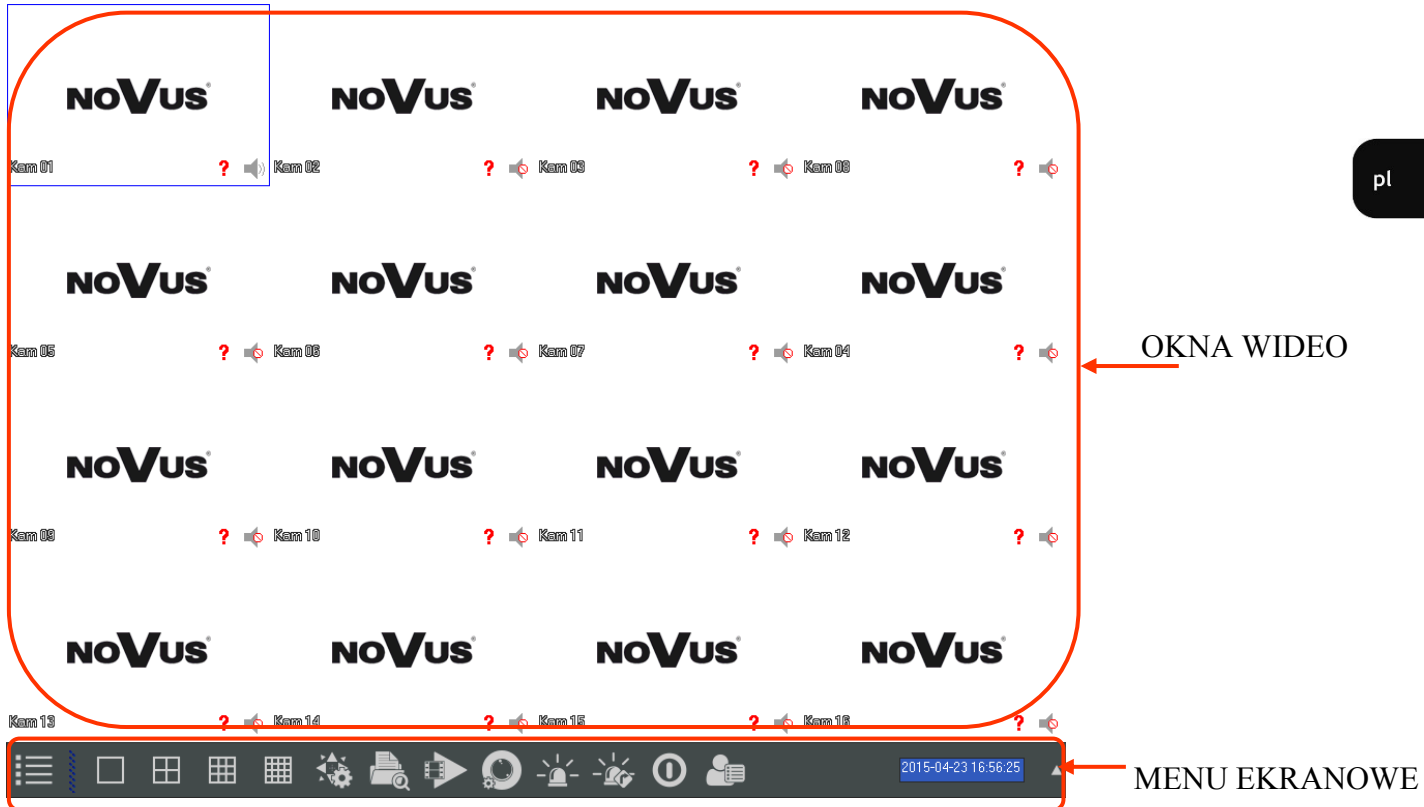 NOVUS® NOVUS® NOVUS® NOVUS®
Kam 01 ? Kam 02 ? Kam 03 ? Kam 08 ?
pl
NOVUS® NOVUS® NOVUS® NOVUS®
OKNA WIDEO
Kam 05 ? Kam 06 ? Kam 07 ? Kam 04 ?
NOVUS® NOVUS® NOVUS® NOVUS®
Kam 09 ? Kam 10 ? Kam 11 ? Kam 12 ?
NOVUS® NOVUS® NOVUS® NOVUS®
Kam 13 ? Kam 14 ? Kam 15 ? Kam 16 ?
2015-04-23 16:56:25
MENU EKRANOWE